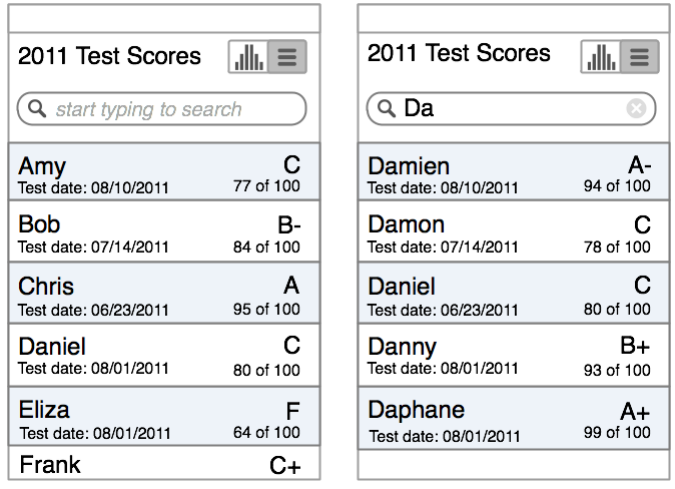 2011 Test Scores
start typing to search
Amy C
Test date: 08/10/2011 77 of 100
Bob B-
Test date: 07/14/2011 84 of 100
Chris A
Test date: 06/23/2011 95 of 100
Daniel C
Test date: 08/01/2011 80 of 100
Eliza F
Test date: 08/01/2011 64 of 100
Frank C+
2011 Test Scores
Da
Damien A-
Test date: 08/10/2011 94 of 100
Damon C
Test date: 07/14/2011 78 of 100
Daniel C
Test date: 06/23/2011 80 of 100
Danny B+
Test date: 08/01/2011 93 of 100
Daphane A+
Test date: 08/01/2011 99 of 100